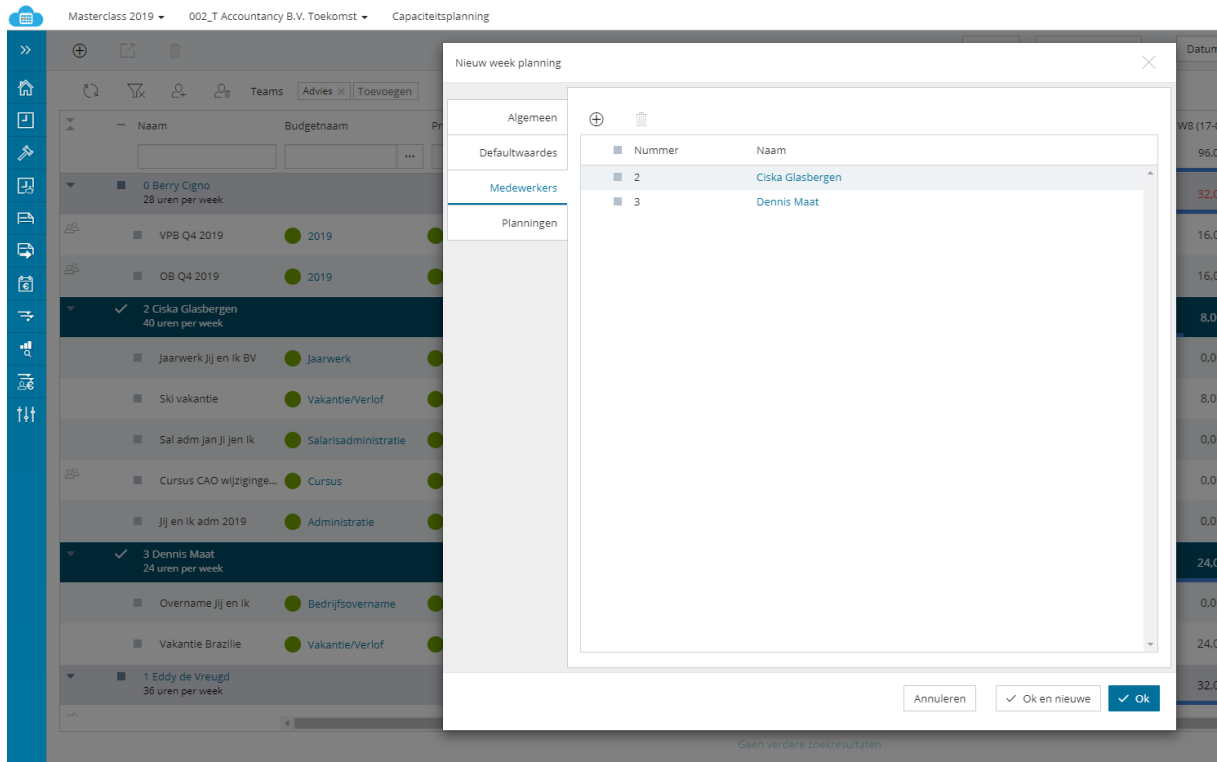 Masterclass 2019 002_T Accountancy B.V. Toekomst Capaciteitsplanning
Datum
Teams Advies × Toevoegen
Naam Budgetnaam Pr
W8 (17-0
96,0
...
0 Berry Cigno
28 uren per week
32,0
VPB Q4 2019 2019
16,0
OB Q4 2019 2019
16,0
2 Ciska Glasbergen
40 uren per week
8,0
Jaarwerk Jij en Ik BV Jaarwerk
0,0
Ski vakantie Vakantie/Verlof
8,0
Sal adm jan Ji jen Ik Salarisadministratie
0,0
Cursus CAO wijziginge... Cursus
0,0
Jij en Ik adm 2019 Administratie
0,0
3 Dennis Maat
24 uren per week
24,0
Overname Jij en Ik Bedrijfsovername
0,0
Vakantie Brazilie Vakantie/Verlof
24,0
1 Eddy de Vreugd
36 uren per week
32,0
Geen verdere zoekresultaten
Nieuw week planning
Algemeen
Defaultwaardes
Medewerkers
Planningen
Nummer Naam
2 Ciska Glasbergen
3 Dennis Maat
Annuleren Ok en nieuwe Ok